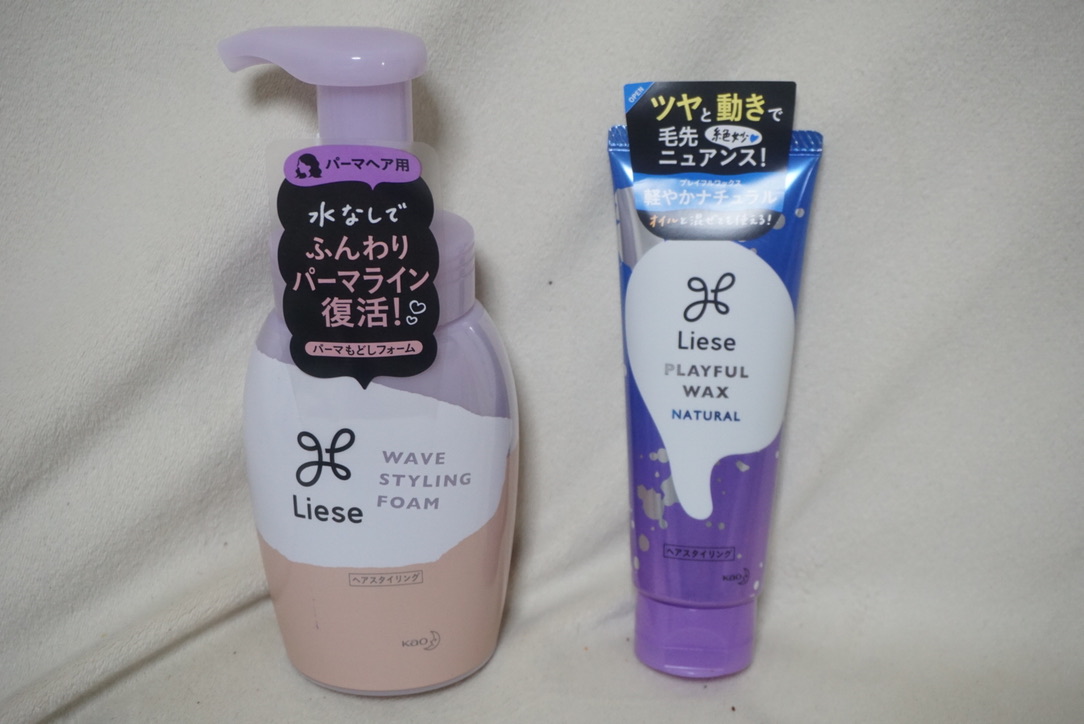 パーマヘア用
水なしで
ふんわり
パーマライン
復活!
パーマもどしフォーム
Liese
WAVE
STYLING
FOAM
ヘアスタイリング
Kao
OPEN
ツヤと動きで
毛先 絶妙
ニュアンス!
プレイフルワックス
軽やかナチュラル
オイルと混ぜても使える!
Liese
PLAYFUL
WAX
NATURAL
ヘアスタイリング
Kao